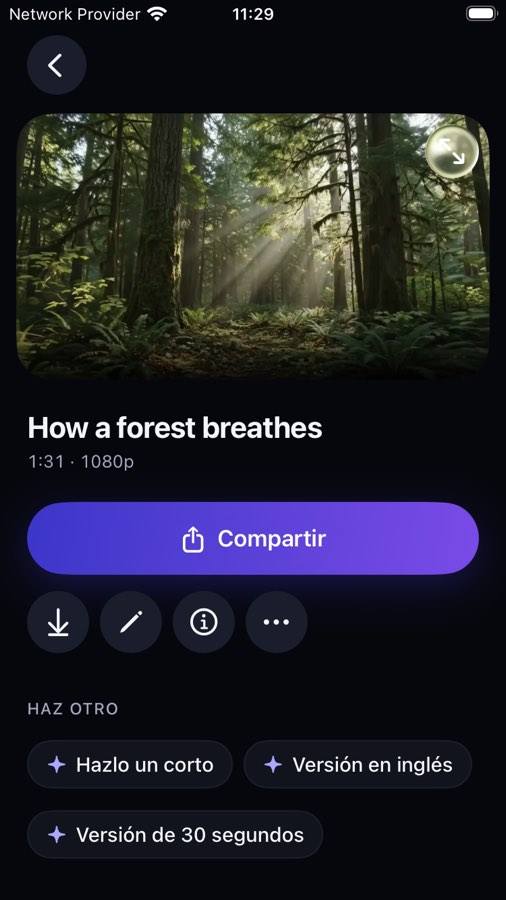 Network Provider 11:29
How a forest breathes
1:31 · 1080p
Compartir
HAZ OTRO
Hazlo un corto
Versión en inglés
Versión de 30 segundos